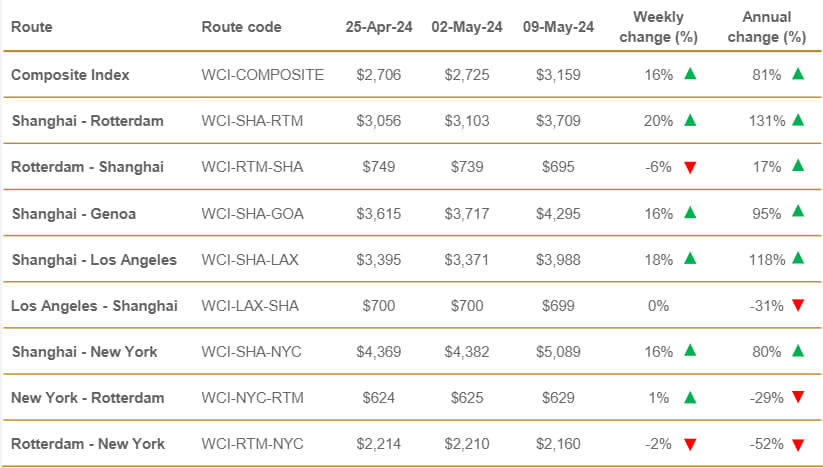 Route Route code 25-Apr-24 02-May-24 09-May-24 Weekly change (%) Annual change (%)
Composite Index WCI-COMPOSITE $2,706 $2,725 $3,159 16% 81%
Shanghai - Rotterdam WCI-SHA-RTM $3,056 $3,103 $3,709 20% 131%
Rotterdam - Shanghai WCI-RTM-SHA $749 $739 $695 -6% 17%
Shanghai - Genoa WCI-SHA-GOA $3,615 $3,717 $4,295 16% 95%
Shanghai - Los Angeles WCI-SHA-LAX $3,395 $3,371 $3,988 18% 118%
Los Angeles - Shanghai WCI-LAX-SHA $700 $700 $699 0% -31%
Shanghai - New York WCI-SHA-NYC $4,369 $4,382 $5,089 16% 80%
New York - Rotterdam WCI-NYC-RTM $624 $625 $629 1% -29%
Rotterdam - New York WCI-RTM-NYC $2,214 $2,210 $2,160 -2% -52%